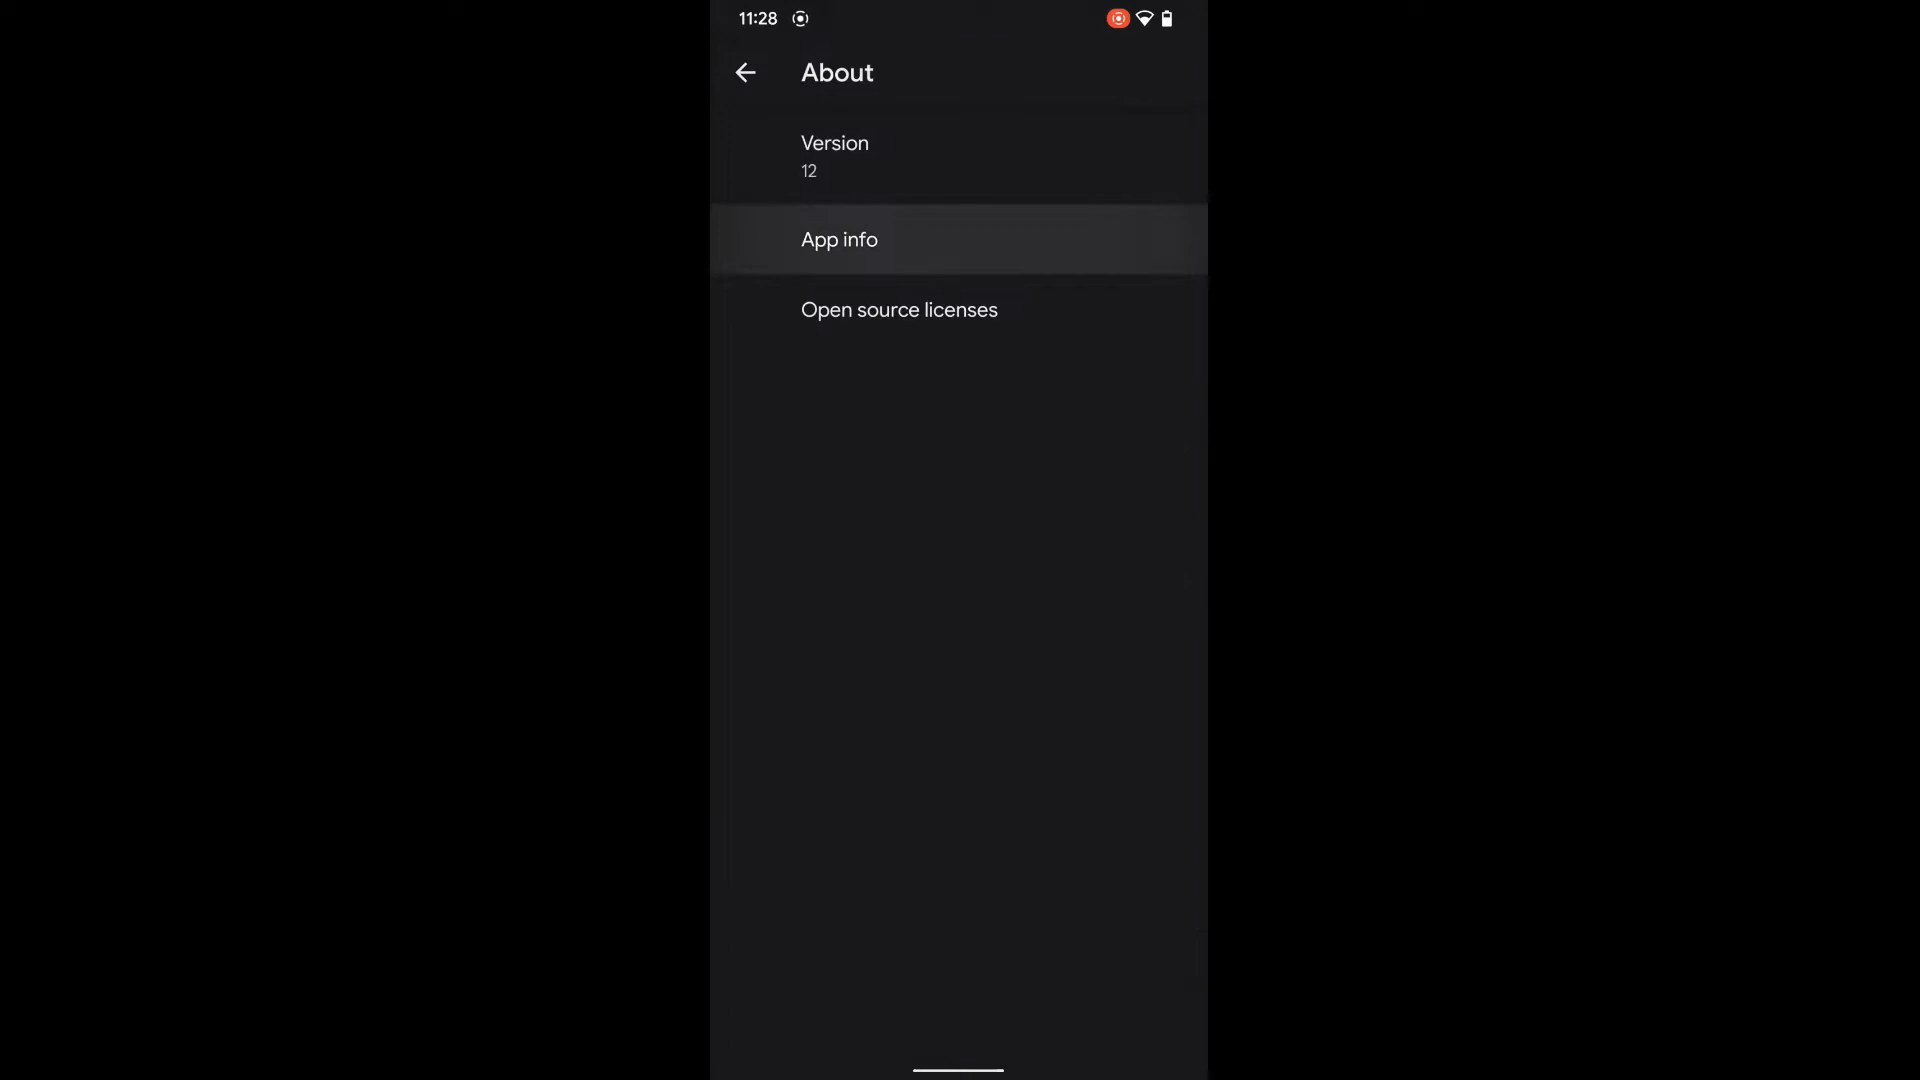 11:28
About
Version
12
App info
Open source licenses